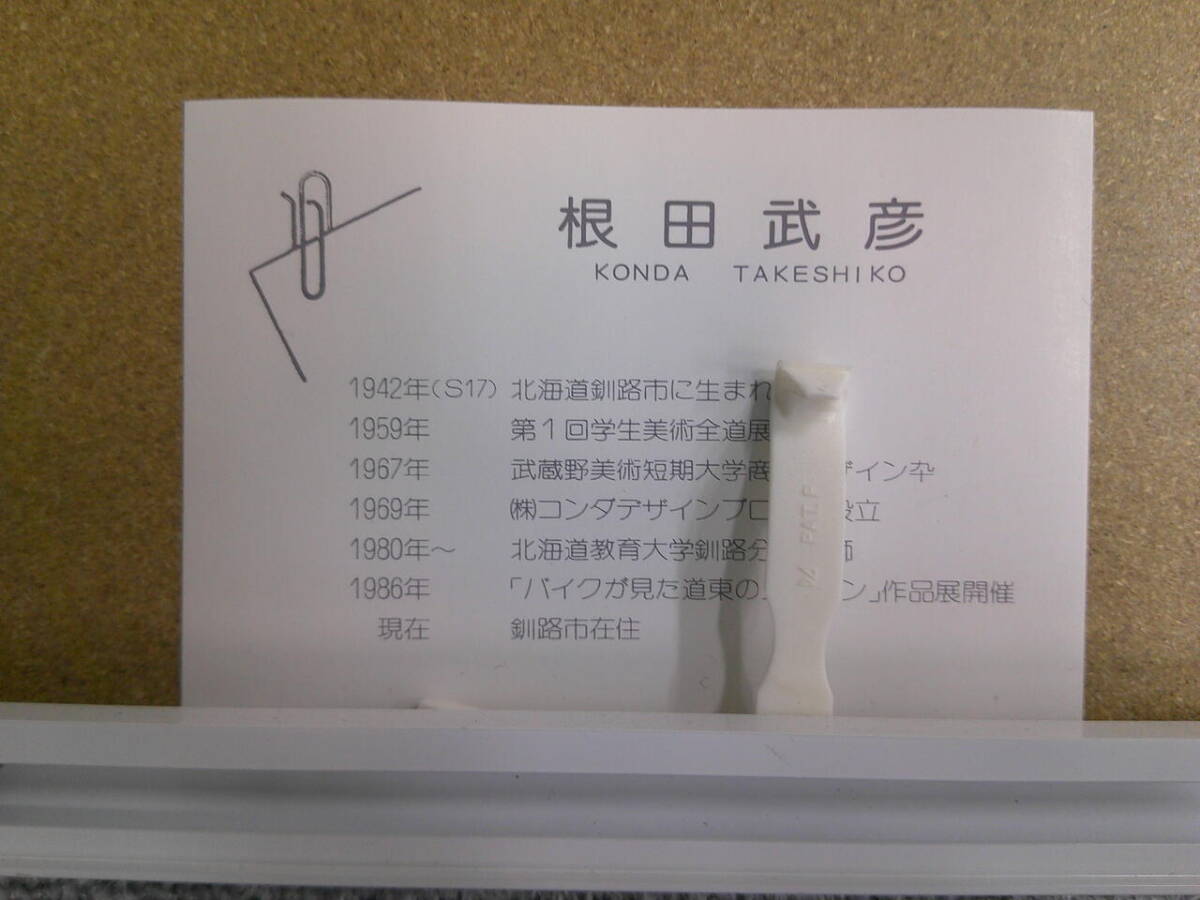 根田武彦
KONDA TAKESHIKO
1942年(S17) 北海道釧路市に生まれ
1959年 第1回学生美術全道展
1967年 武蔵野美術短期大学商 ザイン卒
1969年 ㈱コンダデザインプロ 設立
1980年～ 北海道教育大学釧路分 師
1986年 「バイクが見た道東の ン」作品展開催
現在 釧路市在住
PAT.P